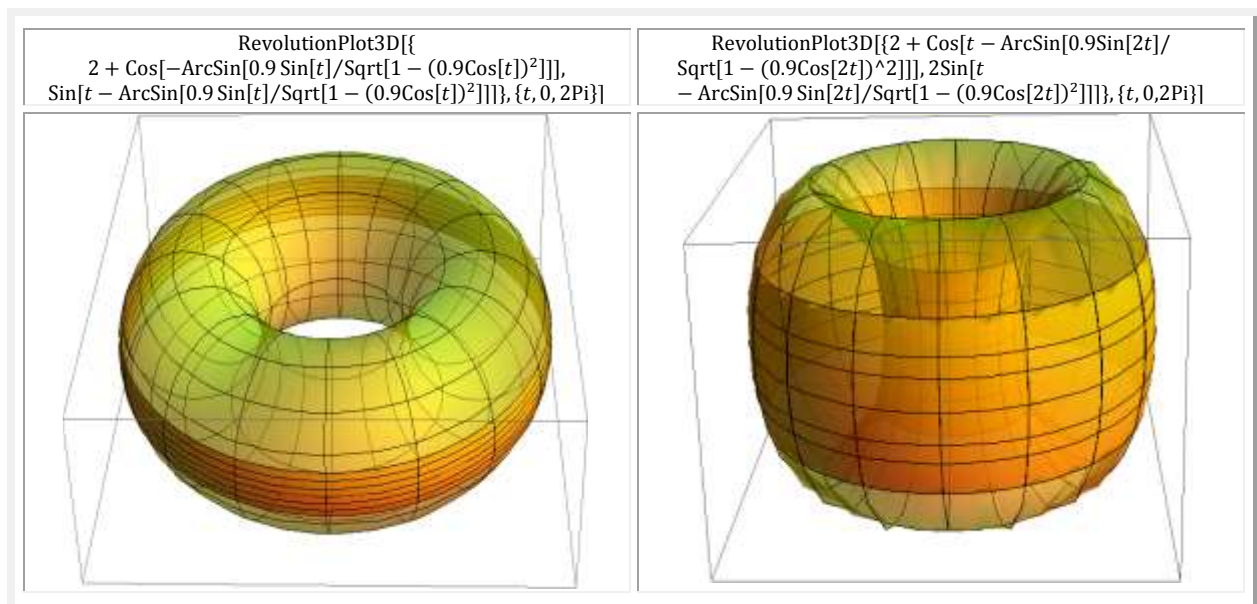 RevolutionPlot3D[{
2 + Cos[−ArcSin[0.9 Sin[t]/Sqrt[1 − (0.9Cos[t])²]]],
Sin[t − ArcSin[0.9 Sin[t]/Sqrt[1 − (0.9Cos[t])²]]]}, {t, 0, 2Pi}]
RevolutionPlot3D[{2 + Cos[t − ArcSin[0.9Sin[2t]/
Sqrt[1 − (0.9Cos[2t])^2]]], 2Sin[t
− ArcSin[0.9 Sin[2t]/Sqrt[1 − (0.9Cos[2t])²]]]}, {t, 0,2Pi}]